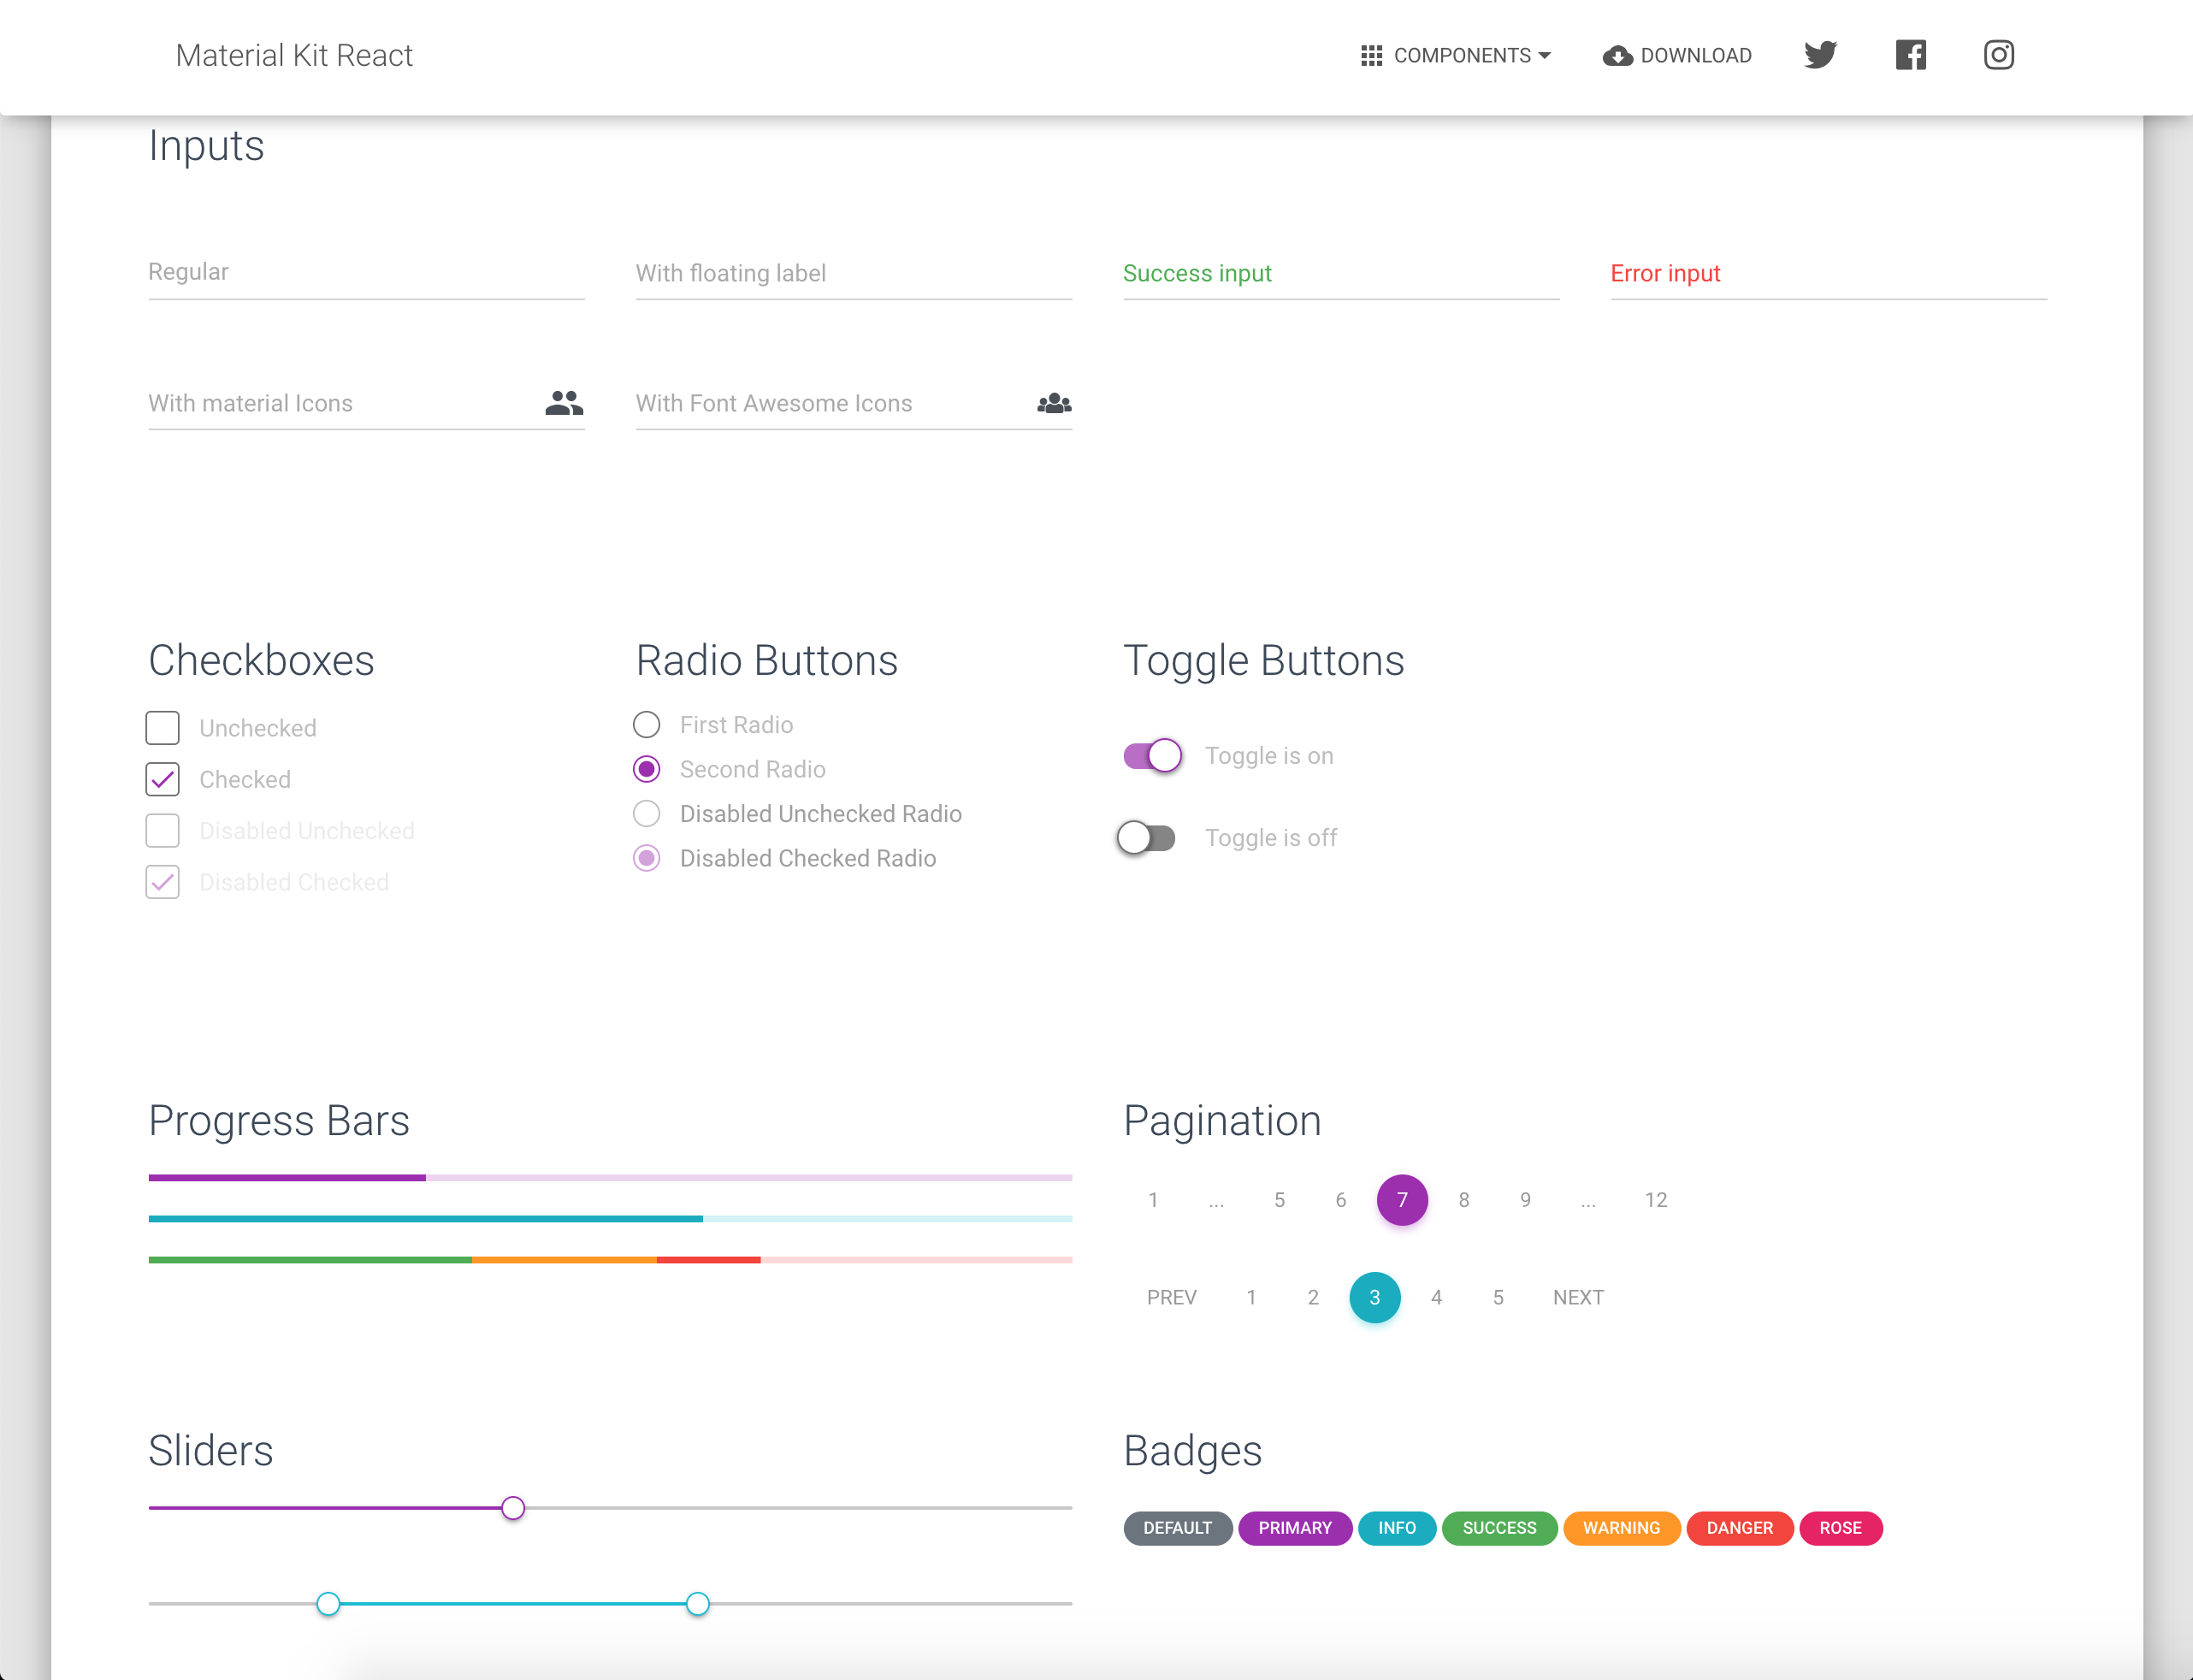 Material Kit React
COMPONENTS
DOWNLOAD
Inputs
Regular
With floating label
Success input
Error input
With material Icons
With Font Awesome Icons
Checkboxes
Unchecked
Checked
Disabled Unchecked
Disabled Checked
Radio Buttons
First Radio
Second Radio
Disabled Unchecked Radio
Disabled Checked Radio
Toggle Buttons
Toggle is on
Toggle is off
Progress Bars
Pagination
1 ... 5 6 7 8 9 ... 12
PREV 1 2 3 4 5 NEXT
Sliders
Badges
DEFAULT PRIMARY INFO SUCCESS WARNING DANGER ROSE